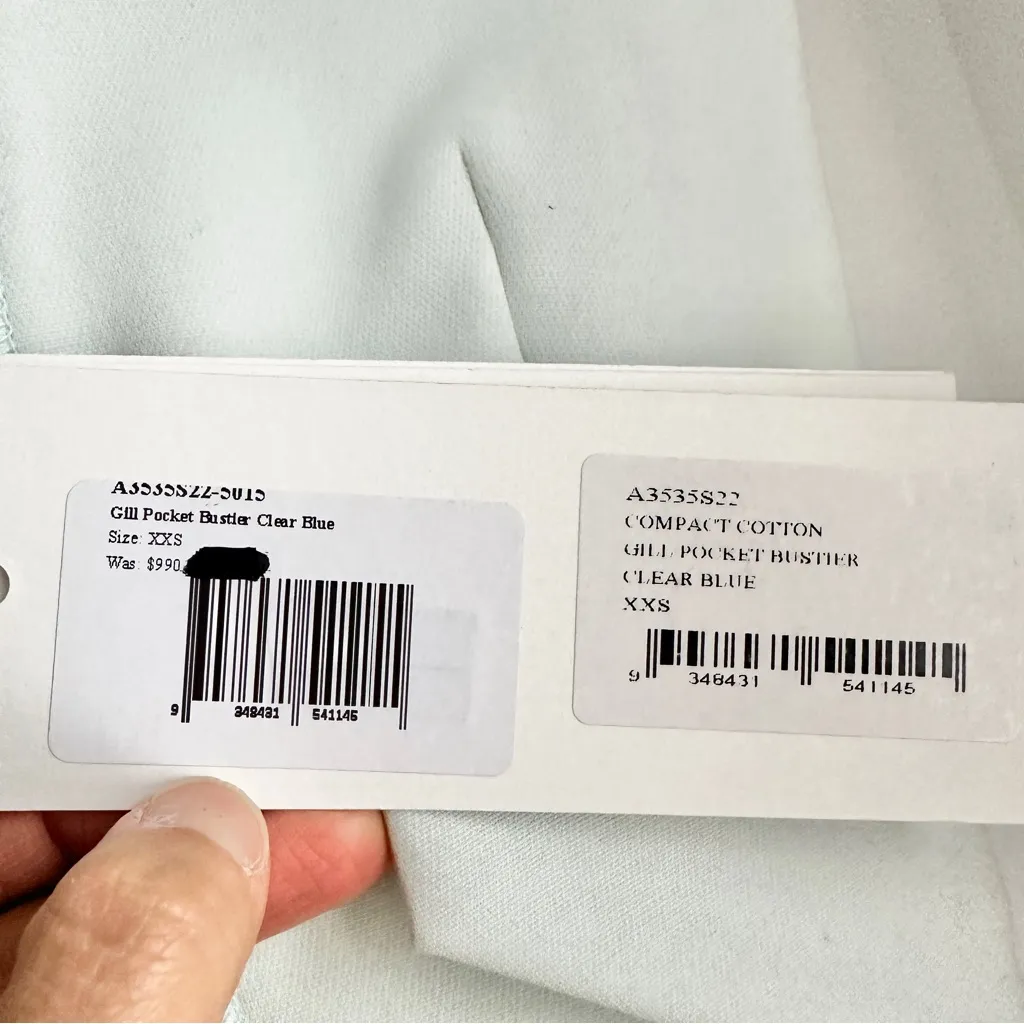 A3535S22-5015
Gill Pocket Bustier Clear Blue
Size: XXS
Was: $990
9 348431 541145
A3535S22
COMPACT COTTON
GILL POCKET BUSTIER
CLEAR BLUE
XXS
9 348431 541145